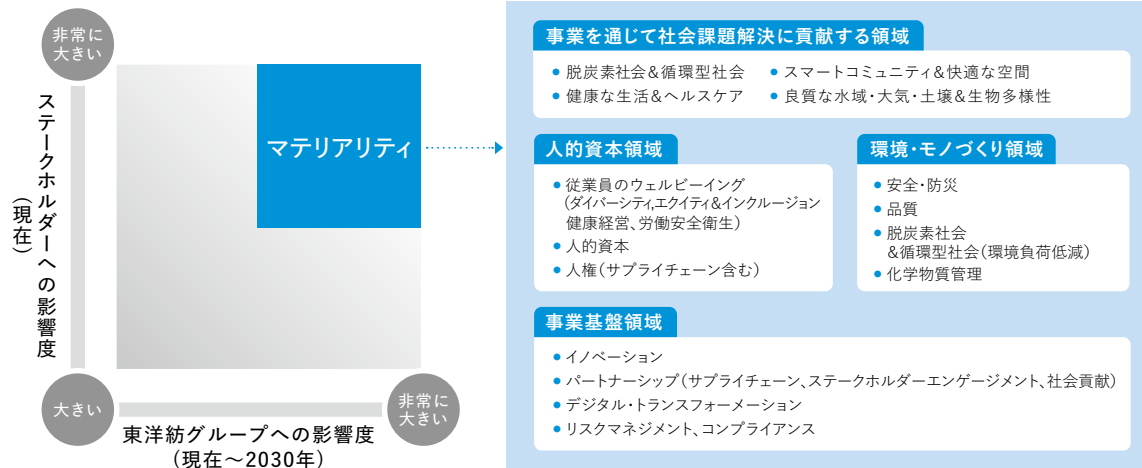 非常に
大きい
ステークホルダーへの影響度
(現在)
マテリアリティ
大きい
非常に
大きい
東洋紡グループへの影響度
(現在〜2030年)
事業を通じて社会課題解決に貢献する領域
● 脱炭素社会&循環型社会
● スマートコミュニティ&快適な空間
● 健康な生活&ヘルスケア
● 良質な水域・大気・土壌&生物多様性
人的資本領域
● 従業員のウェルビーイング
(ダイバーシティ,エクイティ&インクルージョン
健康経営、労働安全衛生)
● 人的資本
● 人権(サプライチェーン含む)
環境・モノづくり領域
● 安全・防災
● 品質
● 脱炭素社会
&循環型社会(環境負荷低減)
● 化学物質管理
事業基盤領域
● イノベーション
● パートナーシップ(サプライチェーン、ステークホルダーエンゲージメント、社会貢献)
● デジタル・トランスフォーメーション
● リスクマネジメント、コンプライアンス